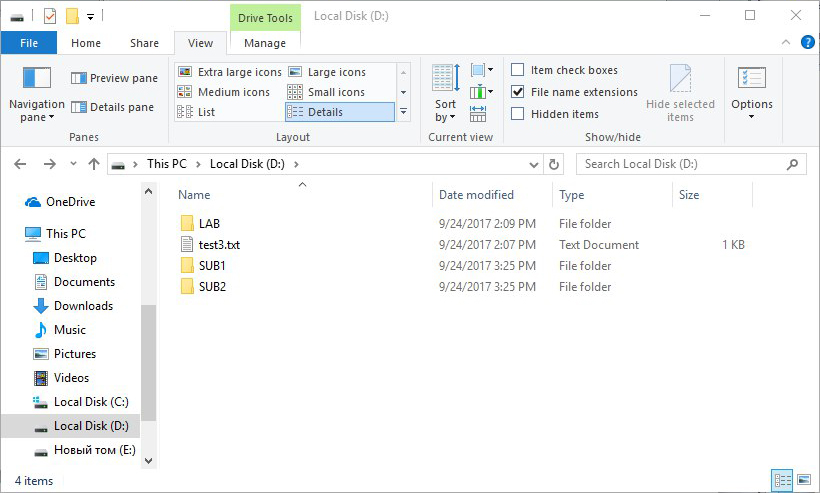 Drive Tools Local Disk (D:)
File Home Share View Manage
Preview pane Extra large icons Large icons Item check boxes
Navigation pane Details pane Medium icons Small icons Sort by File name extensions Hide selected items Options
List Details Hidden items
Panes Layout Current view Show/hide
This PC Local Disk (D:) Search Local Disk (D:)
Name Date modified Type Size
OneDrive
This PC
Desktop
Documents
Downloads
Music
Pictures
Videos
Local Disk (C:)
Local Disk (D:)
Новый том (E:)
LAB 9/24/2017 2:09 PM File folder
test3.txt 9/24/2017 2:07 PM Text Document 1 KB
SUB1 9/24/2017 3:25 PM File folder
SUB2 9/24/2017 3:25 PM File folder
4 items